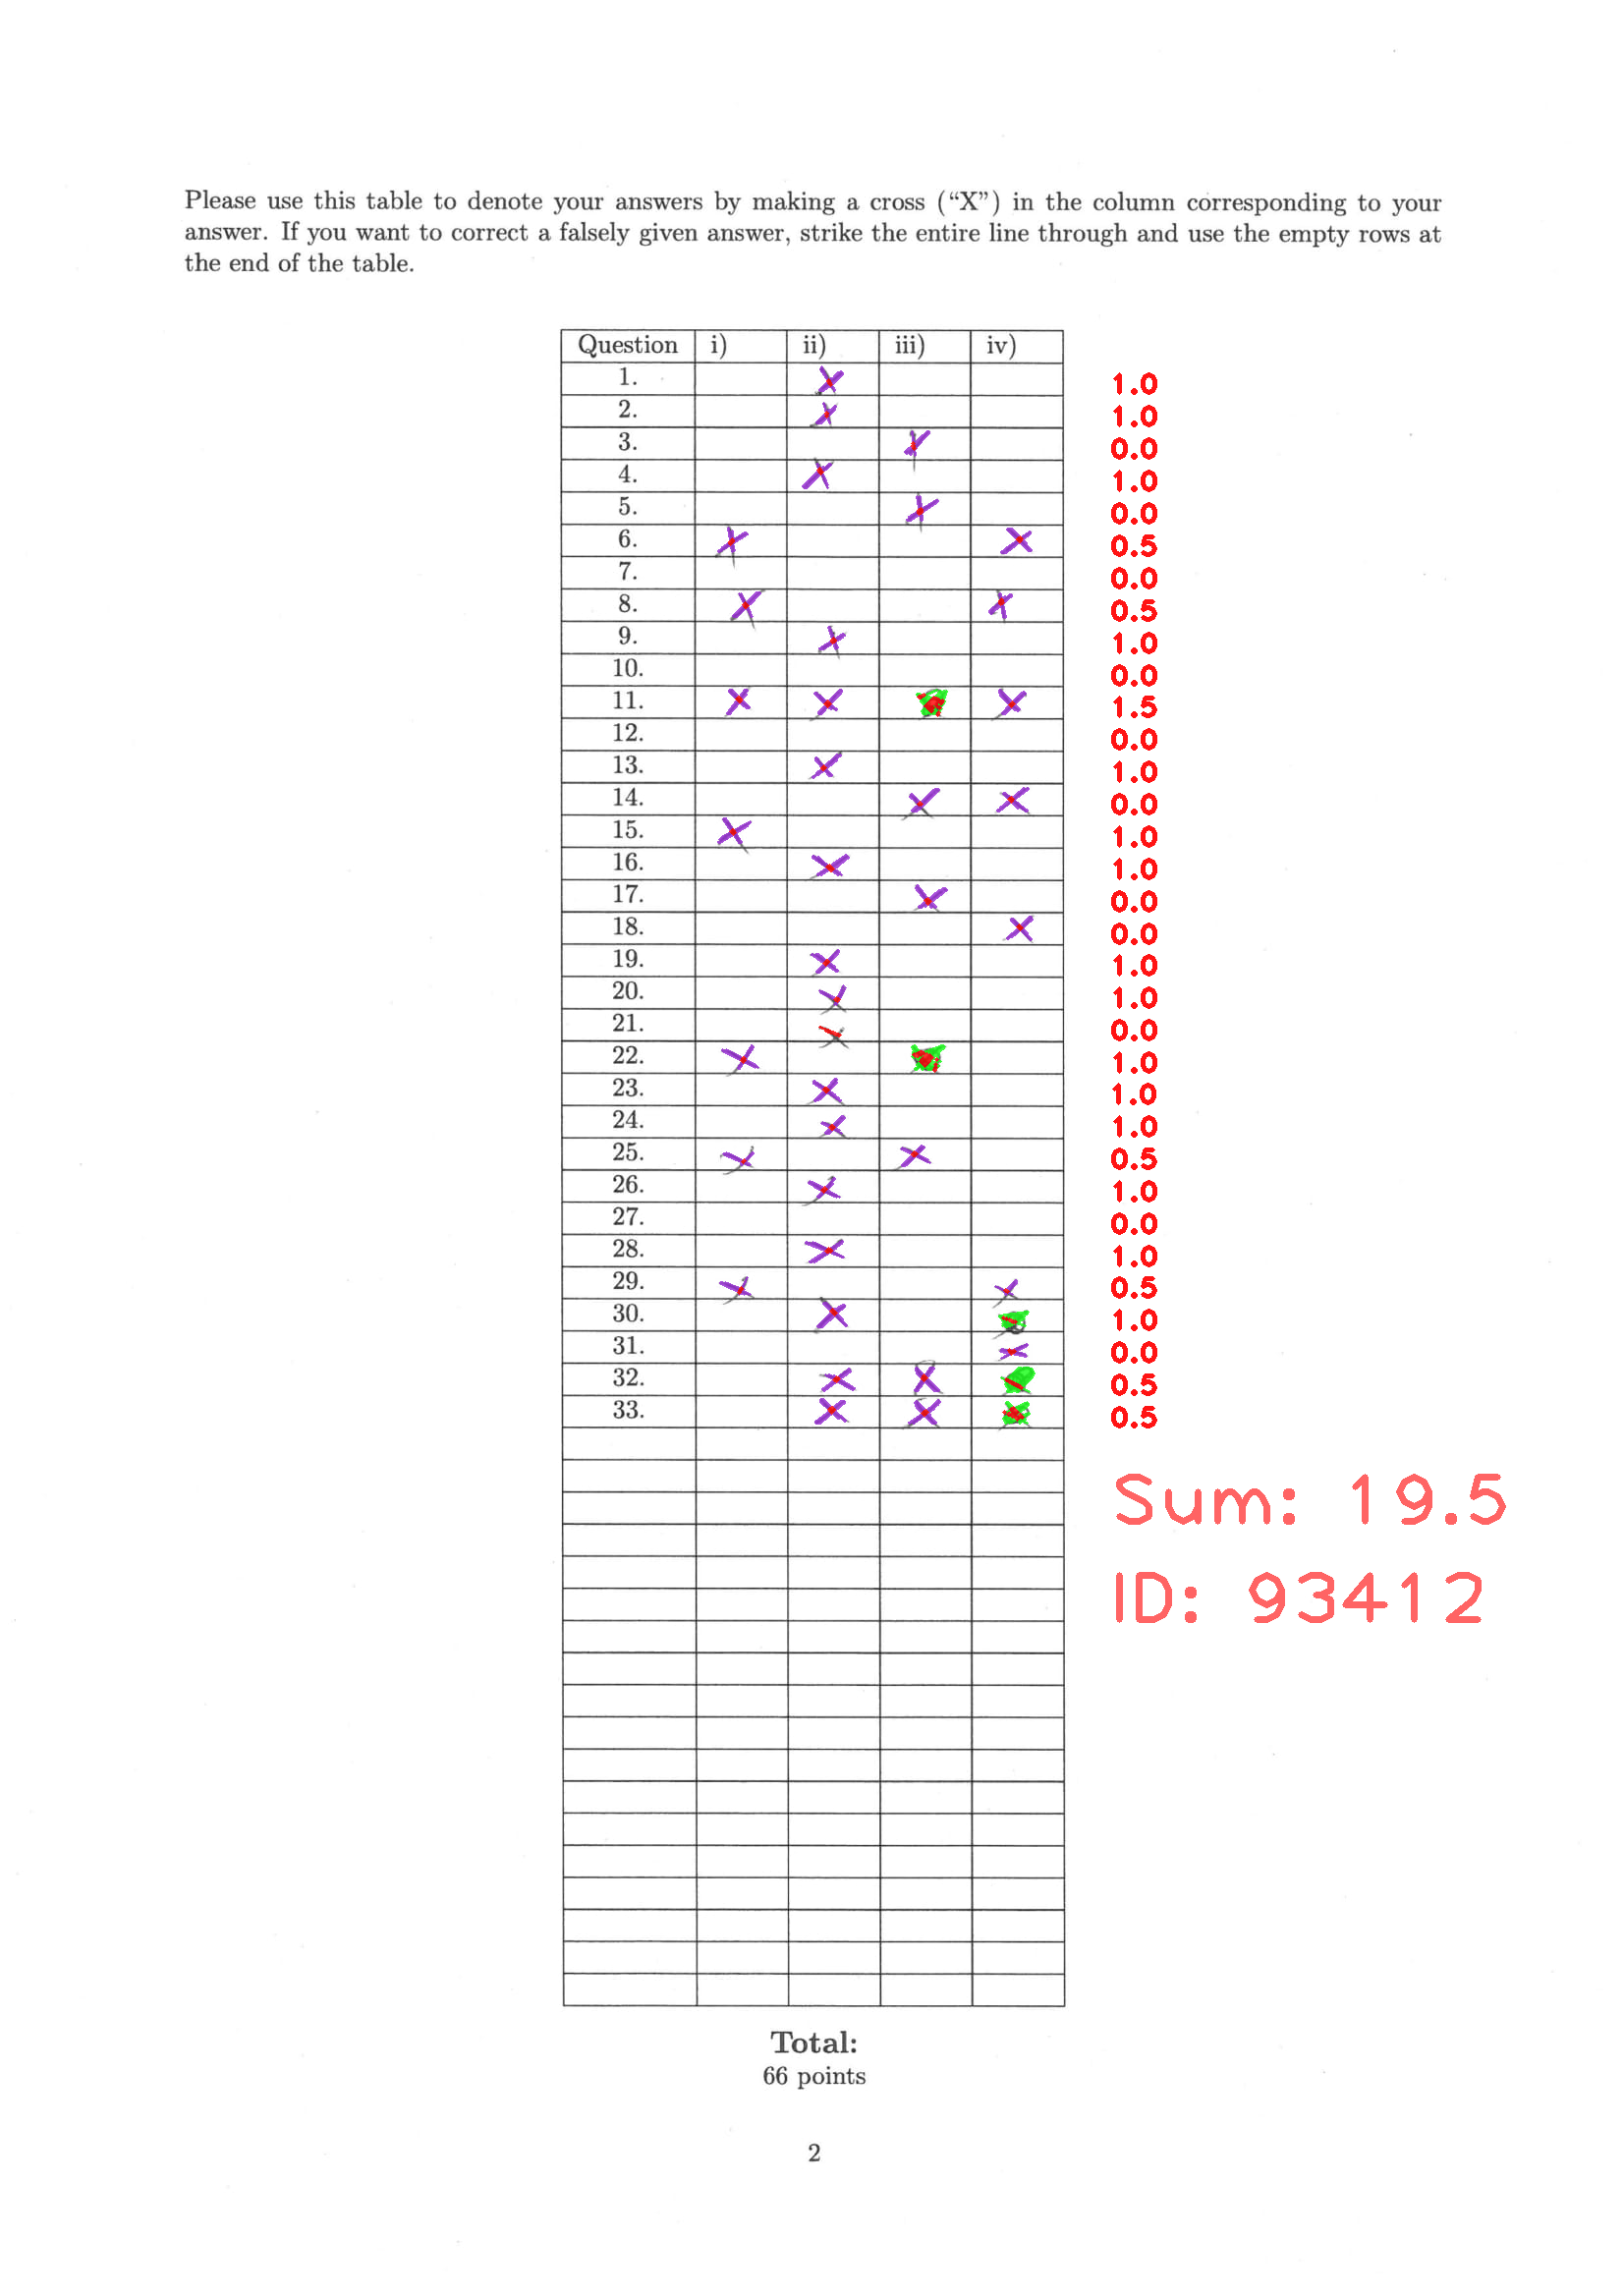 Please use this table to denote your answers by making a cross (“X”) in the column corresponding to your
answer. If you want to correct a falsely given answer, strike the entire line through and use the empty rows at
the end of the table.
Question i) ii) iii) iv)
1. X 1.0
2. X 1.0
3. X 0.0
4. X 1.0
5. X 0.0
6. X X 0.5
7. 0.0
8. X X 0.5
9. X 1.0
10. 0.0
11. X X X 1.5
12. 0.0
13. X 1.0
14. X X 0.0
15. X 1.0
16. X 1.0
17. X 0.0
18. X 0.0
19. X 1.0
20. X 1.0
21. X 0.0
22. X 1.0
23. X 1.0
24. X 1.0
25. X X 0.5
26. X 1.0
27. 0.0
28. X 1.0
29. X X 0.5
30. X 1.0
31. X 0.0
32. X X 0.5
33. X X 0.5
Sum: 19.5
ID: 93412
Total:
66 points
2